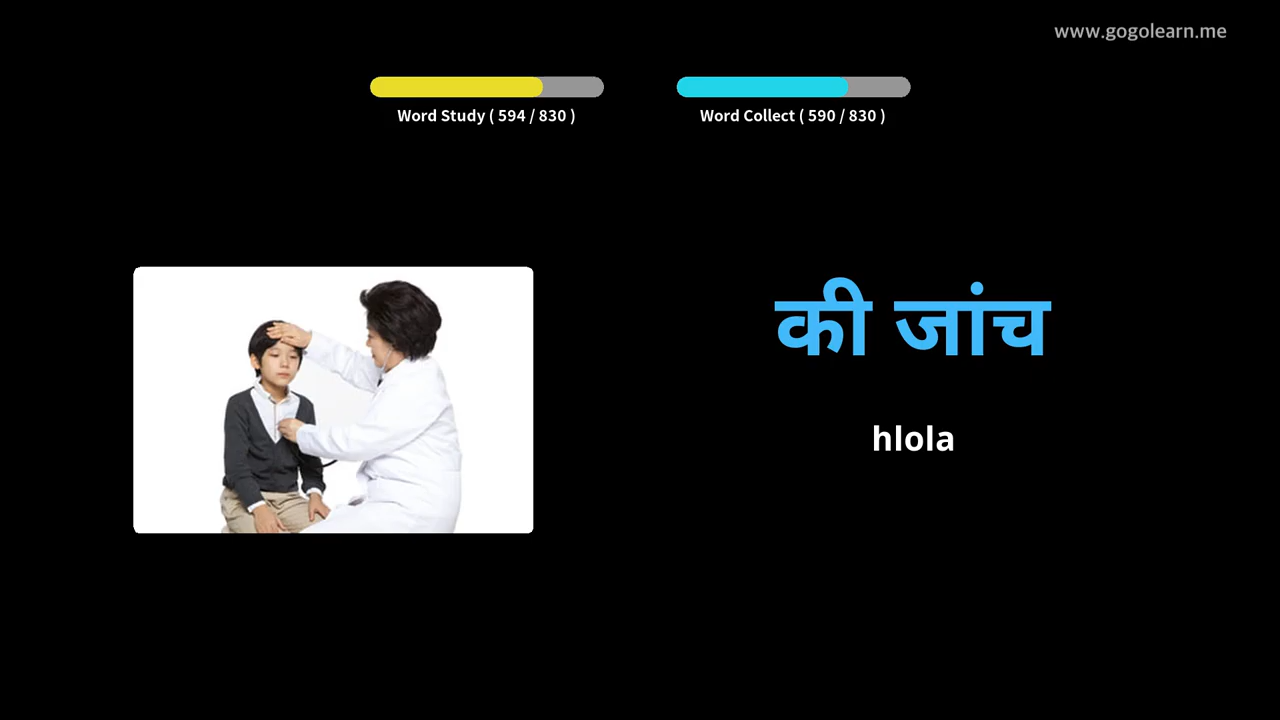 www.gogolearn.me
Word Study ( 594 / 830 )
Word Collect ( 590 / 830 )
की जांच
hlola